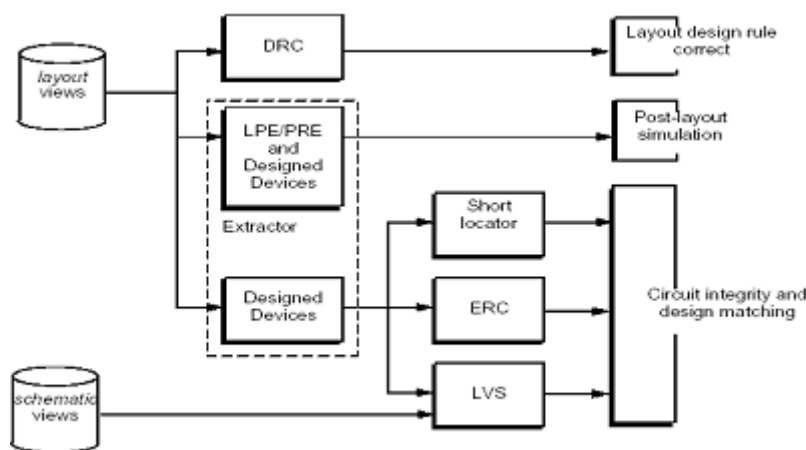 DRC
Layout design rule
correct
layout
views
LPE/PRE
and
Designed
Devices
Post-layout
simulation
Extractor
Short
locator
Designed
Devices
ERC
Circuit integrity and
design matching
schematic
views
LVS